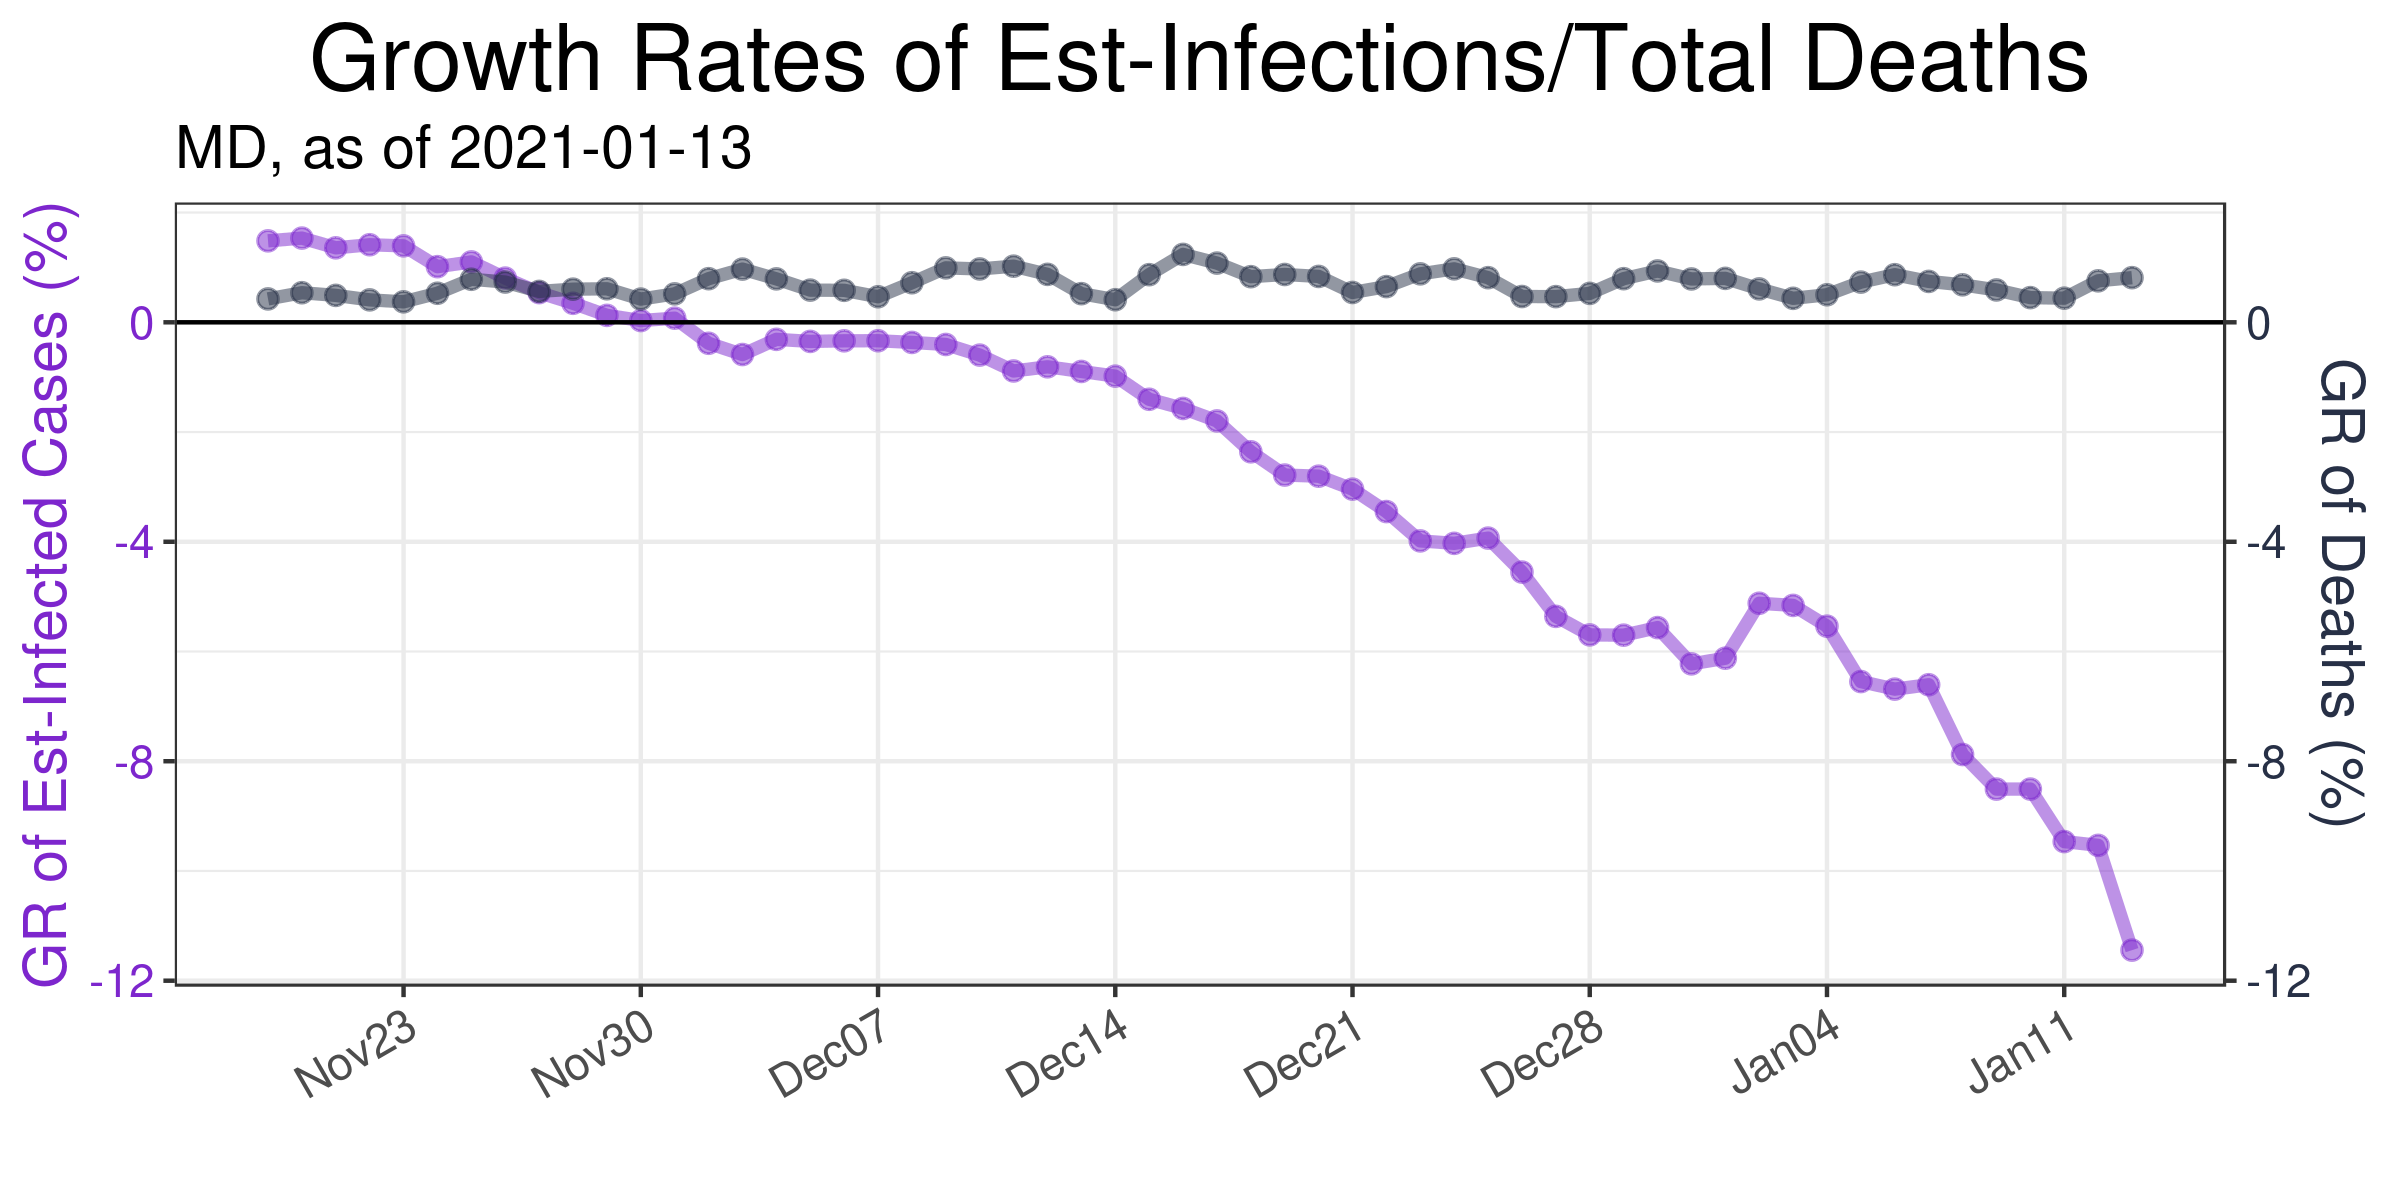 Growth Rates of Est-Infections/Total Deaths
MD, as of 2021-01-13
GR of Est-Infected Cases (%)
0
-4
-8
-12
0
-4
-8
-12
GR of Deaths (%)
Nov23
Nov30
Dec07
Dec14
Dec21
Dec28
Jan04
Jan11